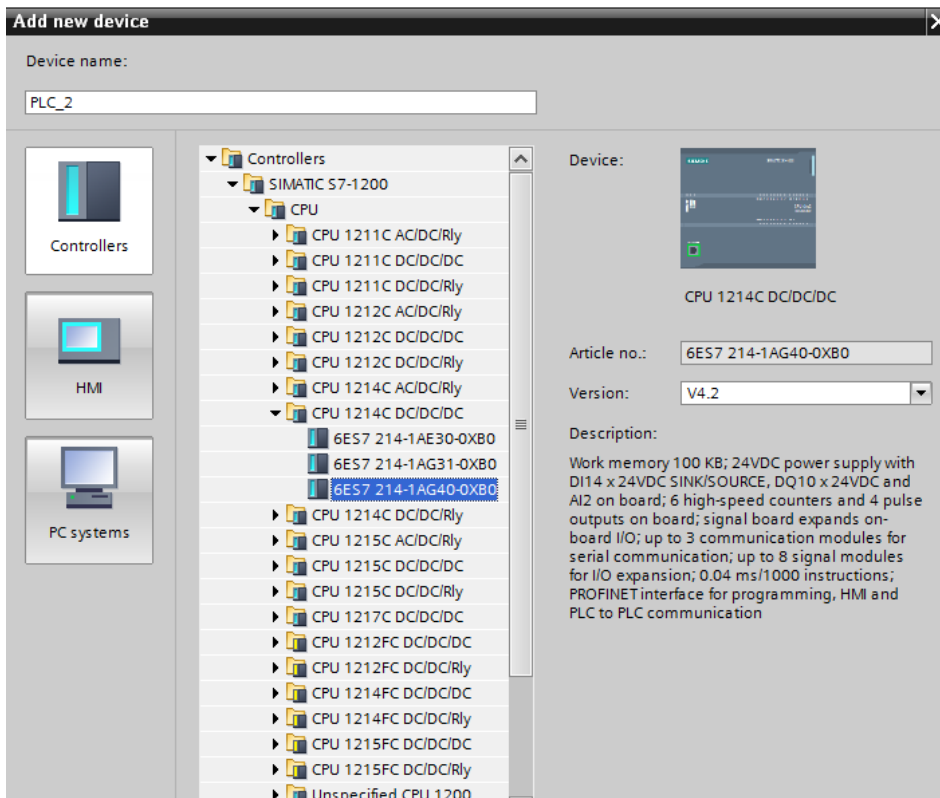 Add new device
Device name:
PLC_2
Controllers
HMI
PC systems
Controllers
SIMATIC S7-1200
CPU
CPU 1211C AC/DC/Rly
CPU 1211C DC/DC/DC
CPU 1211C DC/DC/Rly
CPU 1212C AC/DC/Rly
CPU 1212C DC/DC/DC
CPU 1212C DC/DC/Rly
CPU 1214C AC/DC/Rly
CPU 1214C DC/DC/DC
6ES7 214-1AE30-0XB0
6ES7 214-1AG31-0XB0
6ES7 214-1AG40-0XB0
CPU 1214C DC/DC/Rly
CPU 1215C AC/DC/Rly
CPU 1215C DC/DC/DC
CPU 1215C DC/DC/Rly
CPU 1217C DC/DC/DC
CPU 1212FC DC/DC/DC
CPU 1212FC DC/DC/Rly
CPU 1214FC DC/DC/DC
CPU 1214FC DC/DC/Rly
CPU 1215FC DC/DC/DC
CPU 1215FC DC/DC/Rly
Unspecified CPU 1200
Device:
CPU 1214C DC/DC/DC
Article no.: 6ES7 214-1AG40-0XB0
Version: V4.2
Description:
Work memory 100 KB; 24VDC power supply with
DI14 x 24VDC SINK/SOURCE, DQ10 x 24VDC and
AI2 on board; 6 high-speed counters and 4 pulse
outputs on board; signal board expands on-
board I/O; up to 3 communication modules for
serial communication; up to 8 signal modules
for I/O expansion; 0.04 ms/1000 instructions;
PROFINET interface for programming, HMI and
PLC to PLC communication